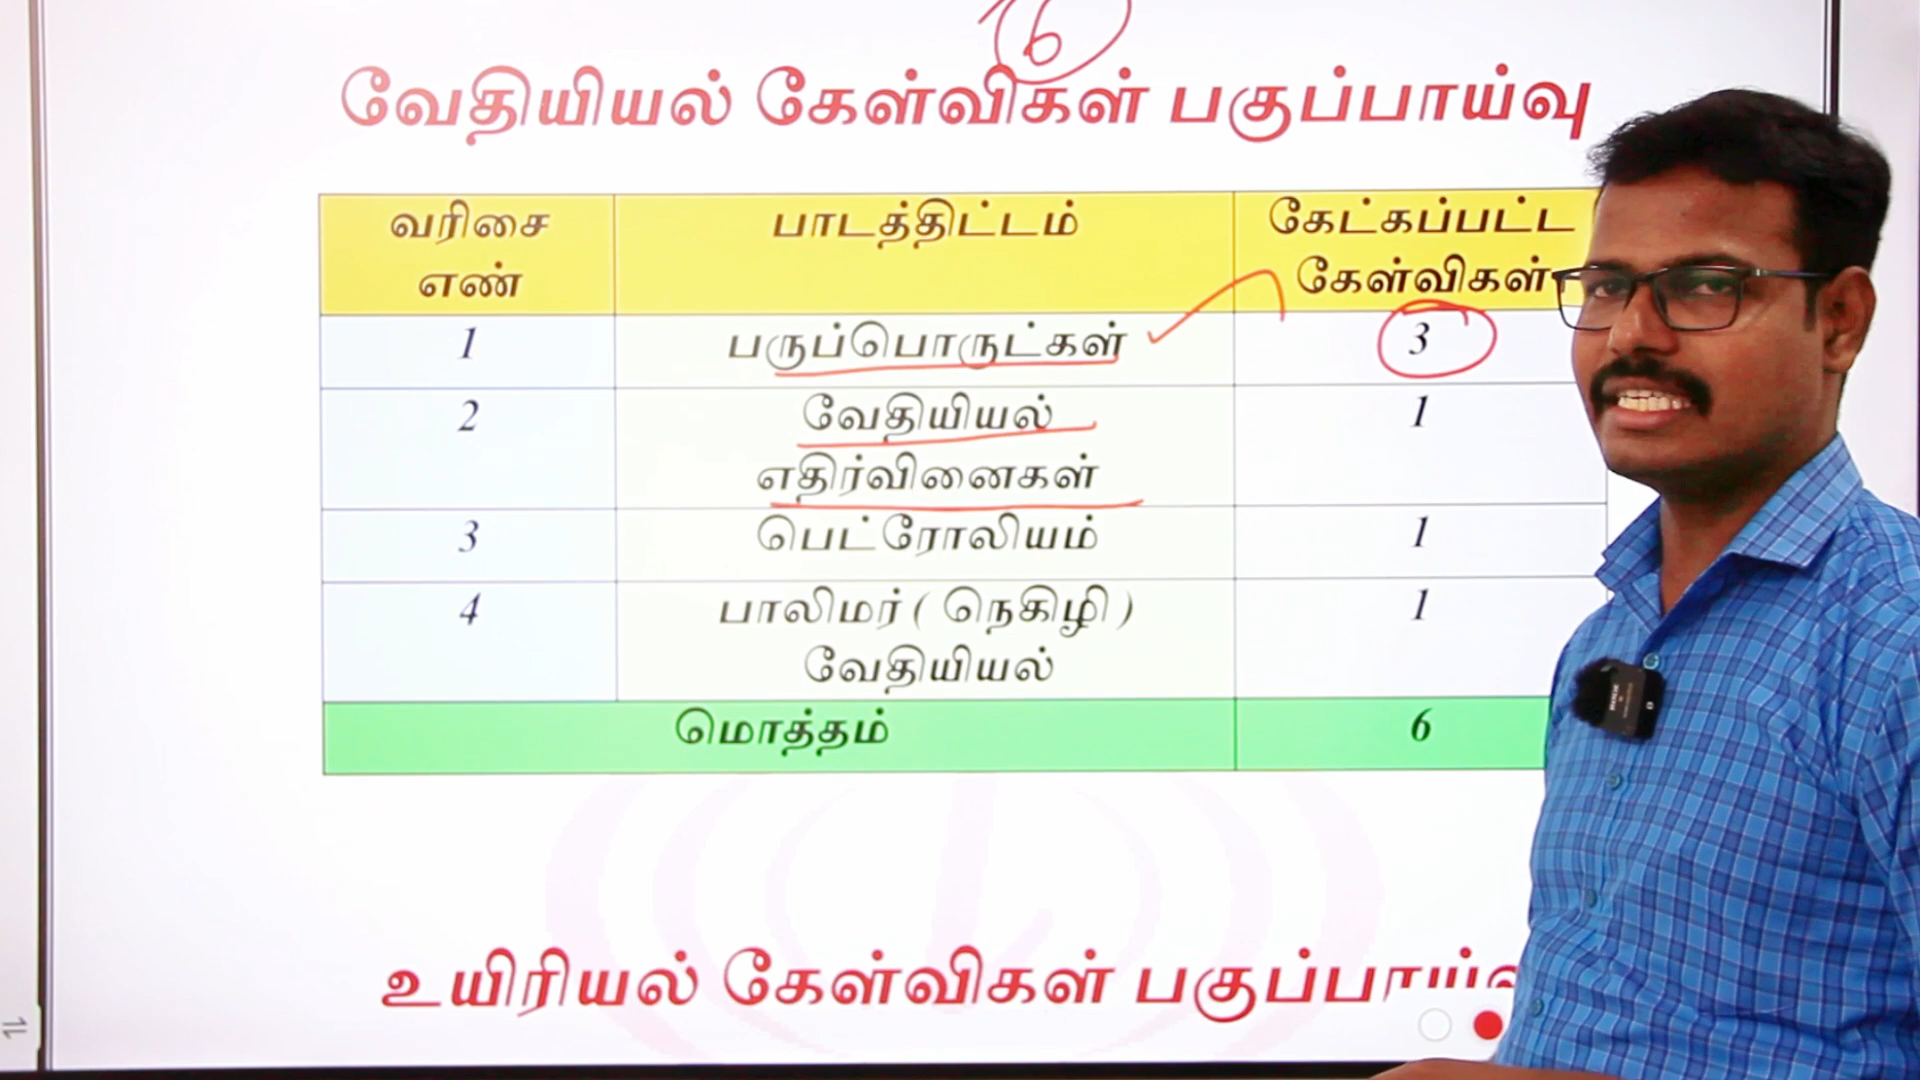 6
வேதியியல் கேள்விகள் பகுப்பாய்வு
வரிசை எண் பாடத்திட்டம் கேட்கப்பட்ட கேள்விகள்
1 பருப்பொருட்கள் 3
2 வேதியியல் எதிர்வினைகள் 1
3 பெட்ரோலியம் 1
4 பாலிமர் ( நெகிழி ) வேதியியல் 1
மொத்தம் 6
உயிரியல் கேள்விகள்